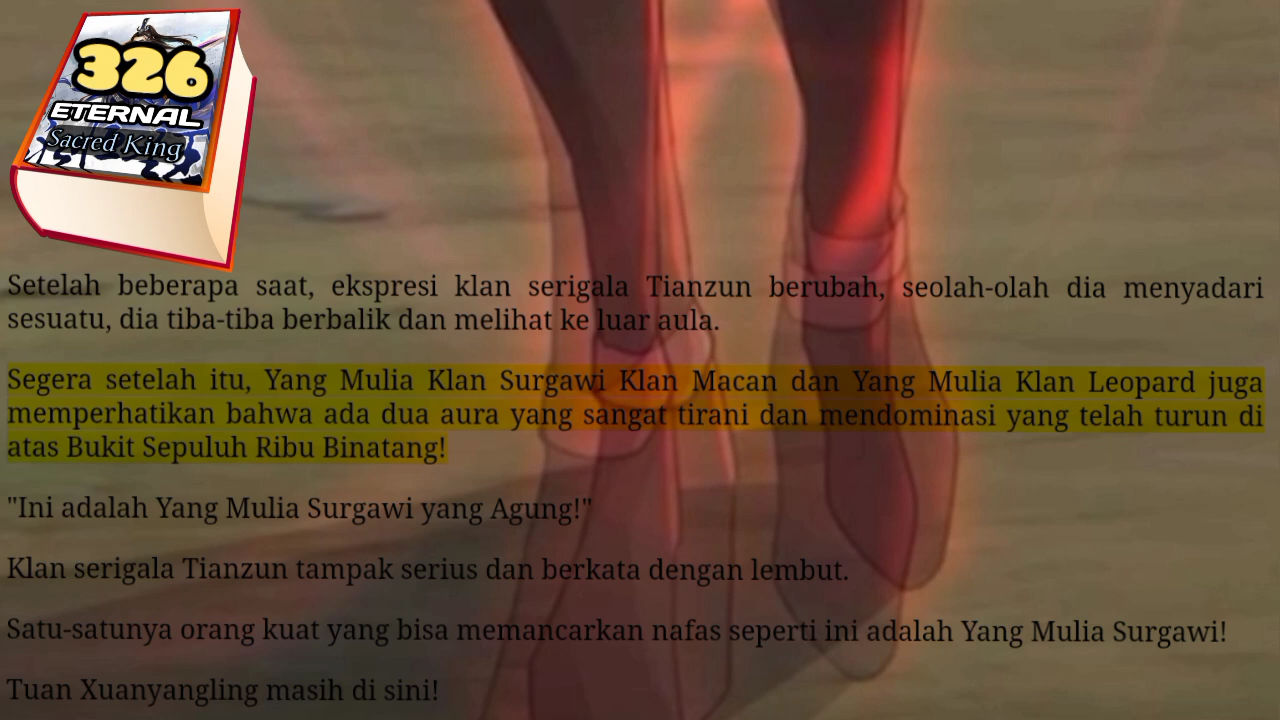 326
ETERNAL
Sacred King
Setelah beberapa saat, ekspresi klan serigala Tianzun berubah, seolah-olah dia menyadari
sesuatu, dia tiba-tiba berbalik dan melihat ke luar aula.
Segera setelah itu, Yang Mulia Klan Surgawi Klan Macan dan Yang Mulia Klan Leopard juga
memperhatikan bahwa ada dua aura yang sangat tirani dan mendominasi yang telah turun di
atas Bukit Sepuluh Ribu Binatang!
"Ini adalah Yang Mulia Surgawi yang Agung!"
Klan serigala Tianzun tampak serius dan berkata dengan lembut.
Satu-satunya orang kuat yang bisa memancarkan nafas seperti ini adalah Yang Mulia Surgawi!
Tuan Xuanyangling masih di sini!